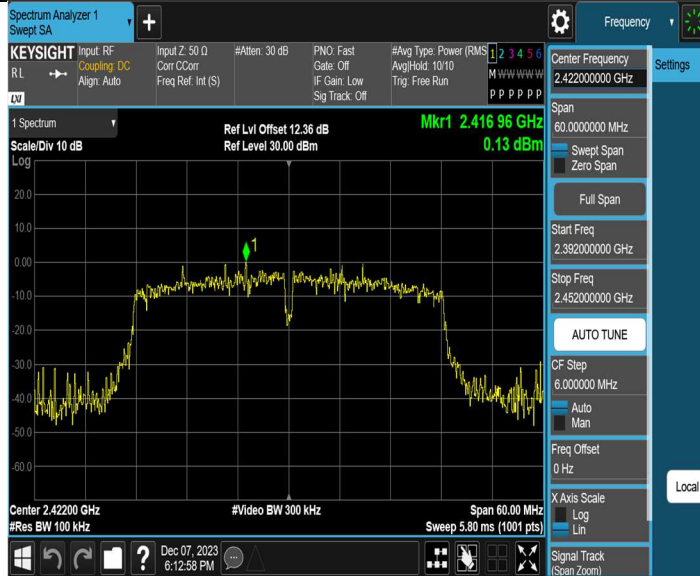 Spectrum Analyzer 1
Swept SA
+
Frequency
KEYSIGHT
RL
LXI
Input: RF
Coupling: DC
Align: Auto
Input Z: 50 Ω
Corr CCorr
Freq Ref: Int (S)
#Atten: 30 dB
PNO: Fast
Gate: Off
IF Gain: Low
Sig Track: Off
#Avg Type: Power (RMS
Avg|Hold: 10/10
Trig: Free Run
1 2 3 4 5 6
M W W W W W
P P P P P P
1 Spectrum
Scale/Div 10 dB
Log
Ref Lvl Offset 12.36 dB
Ref Level 30.00 dBm
Mkr1 2.416 96 GHz
0.13 dBm
20.0
10.0
0.00
-10.0
-20.0
-30.0
-40.0
-50.0
-60.0
1
Center 2.42200 GHz
#Res BW 100 kHz
#Video BW 300 kHz
Span 60.00 MHz
Sweep 5.80 ms (1001 pts)
Center Frequency
2.422000000 GHz
Settings
Span
60.0000000 MHz
Swept Span
Zero Span
Full Span
Start Freq
2.392000000 GHz
Stop Freq
2.452000000 GHz
AUTO TUNE
CF Step
6.000000 MHz
Auto
Man
Freq Offset
0 Hz
X Axis Scale
Log
Lin
Local
Signal Track
(Span Zoom)
?
Dec 07, 2023
6:12:58 PM